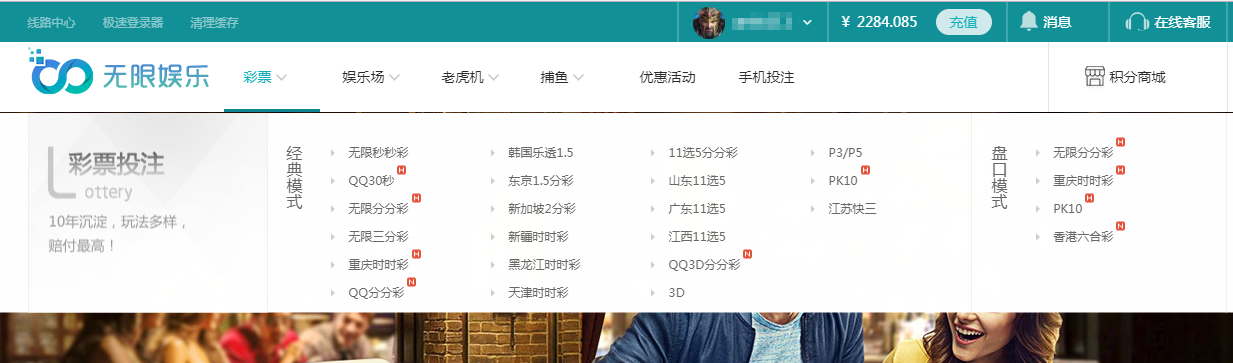 线路中心 极速登录器 清理缓存 ¥ 2284.085 充值 消息 在线客服
无限娱乐 彩票 娱乐场 老虎机 捕鱼 优惠活动 手机投注 积分商城
彩票投注
ottery
10年沉淀，玩法多样，
赔付最高！
经典模式
无限秒秒彩 韩国乐透1.5 11选5分分彩 P3/P5
QQ30秒 H 东京1.5分彩 山东11选5 PK10 H
无限分分彩 H 新加坡2分彩 广东11选5 江苏快三
无限三分彩 新疆时时彩 江西11选5
重庆时时彩 H 黑龙江时时彩 QQ3D分分彩 N
QQ分分彩 N 天津时时彩 3D
盘口模式
无限分分彩 H
重庆时时彩 H
PK10 H
香港六合彩 N